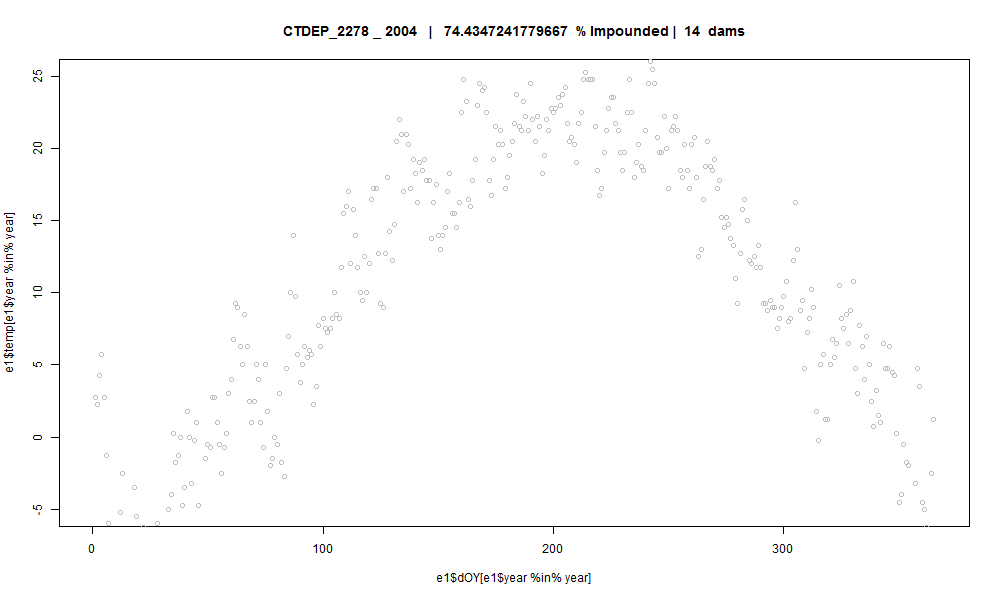 CTDEP_2278 _ 2004 | 74.4347241779667 % Impounded | 14 dams
25
20
15
10
5
0
-5
e1$temp[e1$year %in% year]
0 100 200 300
e1$dOY[e1$year %in% year]